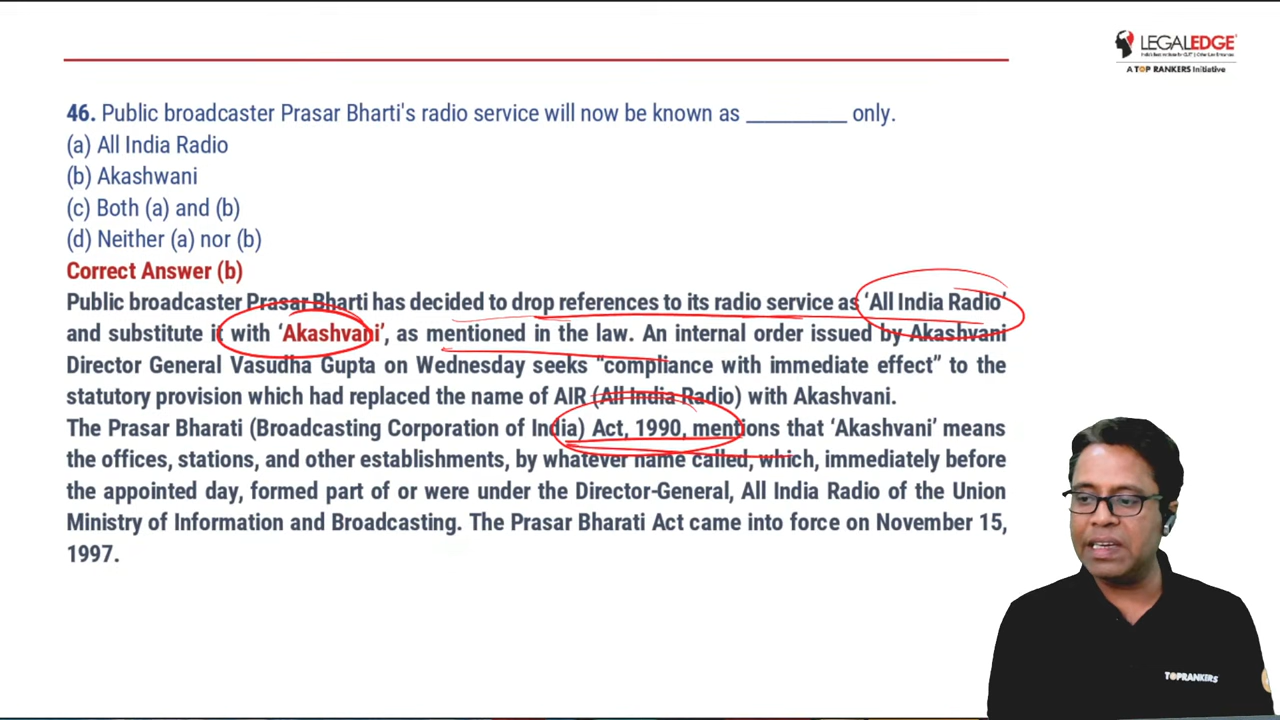 LEGALEDGE
A TOP RANKERS Initiative
46. Public broadcaster Prasar Bharti's radio service will now be known as __________ only.
(a) All India Radio
(b) Akashwani
(c) Both (a) and (b)
(d) Neither (a) nor (b)
Correct Answer (b)
Public broadcaster Prasar Bharti has decided to drop references to its radio service as ‘All India Radio’
and substitute it with ‘Akashvani’, as mentioned in the law. An internal order issued by Akashvani
Director General Vasudha Gupta on Wednesday seeks “compliance with immediate effect” to the
statutory provision which had replaced the name of AIR (All India Radio) with Akashvani.
The Prasar Bharati (Broadcasting Corporation of India) Act, 1990, mentions that ‘Akashvani’ means
the offices, stations, and other establishments, by whatever name called, which, immediately before
the appointed day, formed part of or were under the Director-General, All India Radio of the Union
Ministry of Information and Broadcasting. The Prasar Bharati Act came into force on November 15,
1997.
TOPRANKERS